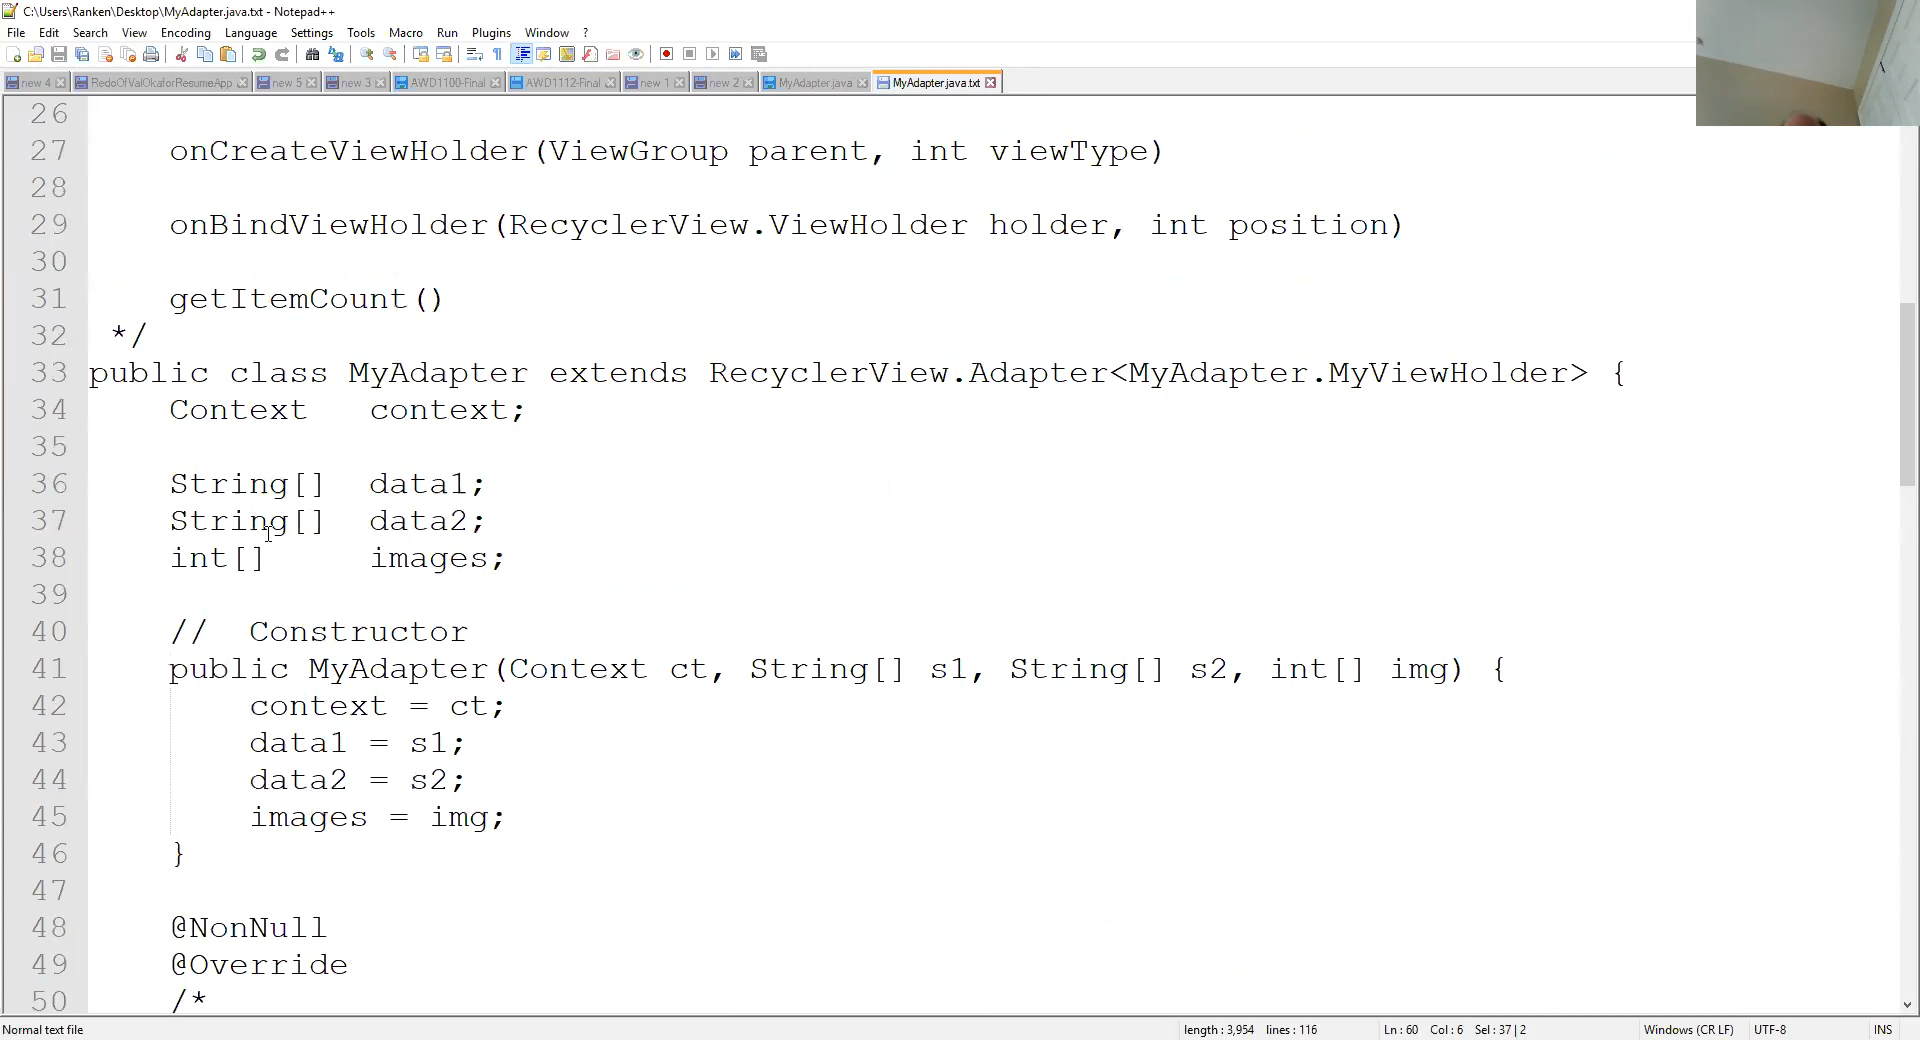 C:\Users\Ranken\Desktop\MyAdapter.java.txt - Notepad++
File Edit Search View Encoding Language Settings Tools Macro Run Plugins Window ?
new 4 RedoOfValOkaforResumeApp new 5 new 3 AWD1100-Final AWD1112-Final new 1 new 2 MyAdapter.java MyAdapter.java.txt
26
27 onCreateViewHolder(ViewGroup parent, int viewType)
28
29 onBindViewHolder(RecyclerView.ViewHolder holder, int position)
30
31 getItemCount()
32 */
33 public class MyAdapter extends RecyclerView.Adapter<MyAdapter.MyViewHolder> {
34 Context context;
35
36 String[] data1;
37 String[] data2;
38 int[] images;
39
40 // Constructor
41 public MyAdapter(Context ct, String[] s1, String[] s2, int[] img) {
42 context = ct;
43 data1 = s1;
44 data2 = s2;
45 images = img;
46 }
47
48 @NonNull
49 @Override
50 /*
Normal text file length : 3,954 lines : 116 Ln : 60 Col : 6 Sel : 37 | 2 Windows (CR LF) UTF-8 INS